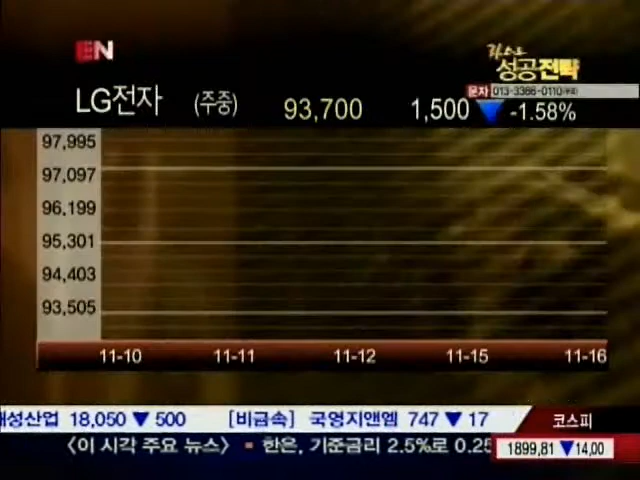 EN
성공전략
문자 013-3366-0110
LG전자 (주중) 93,700 1,500 ▼ -1.58%
97,995
97,097
96,199
95,301
94,403
93,505
11-10 11-11 11-12 11-15 11-16
대성산업 18,050 ▼ 500 [비금속] 국영지앤엠 747 ▼ 17 코스피
<이 시각 주요 뉴스> 한은, 기준금리 2.5%로 0.25 1899,81 ▼14,00